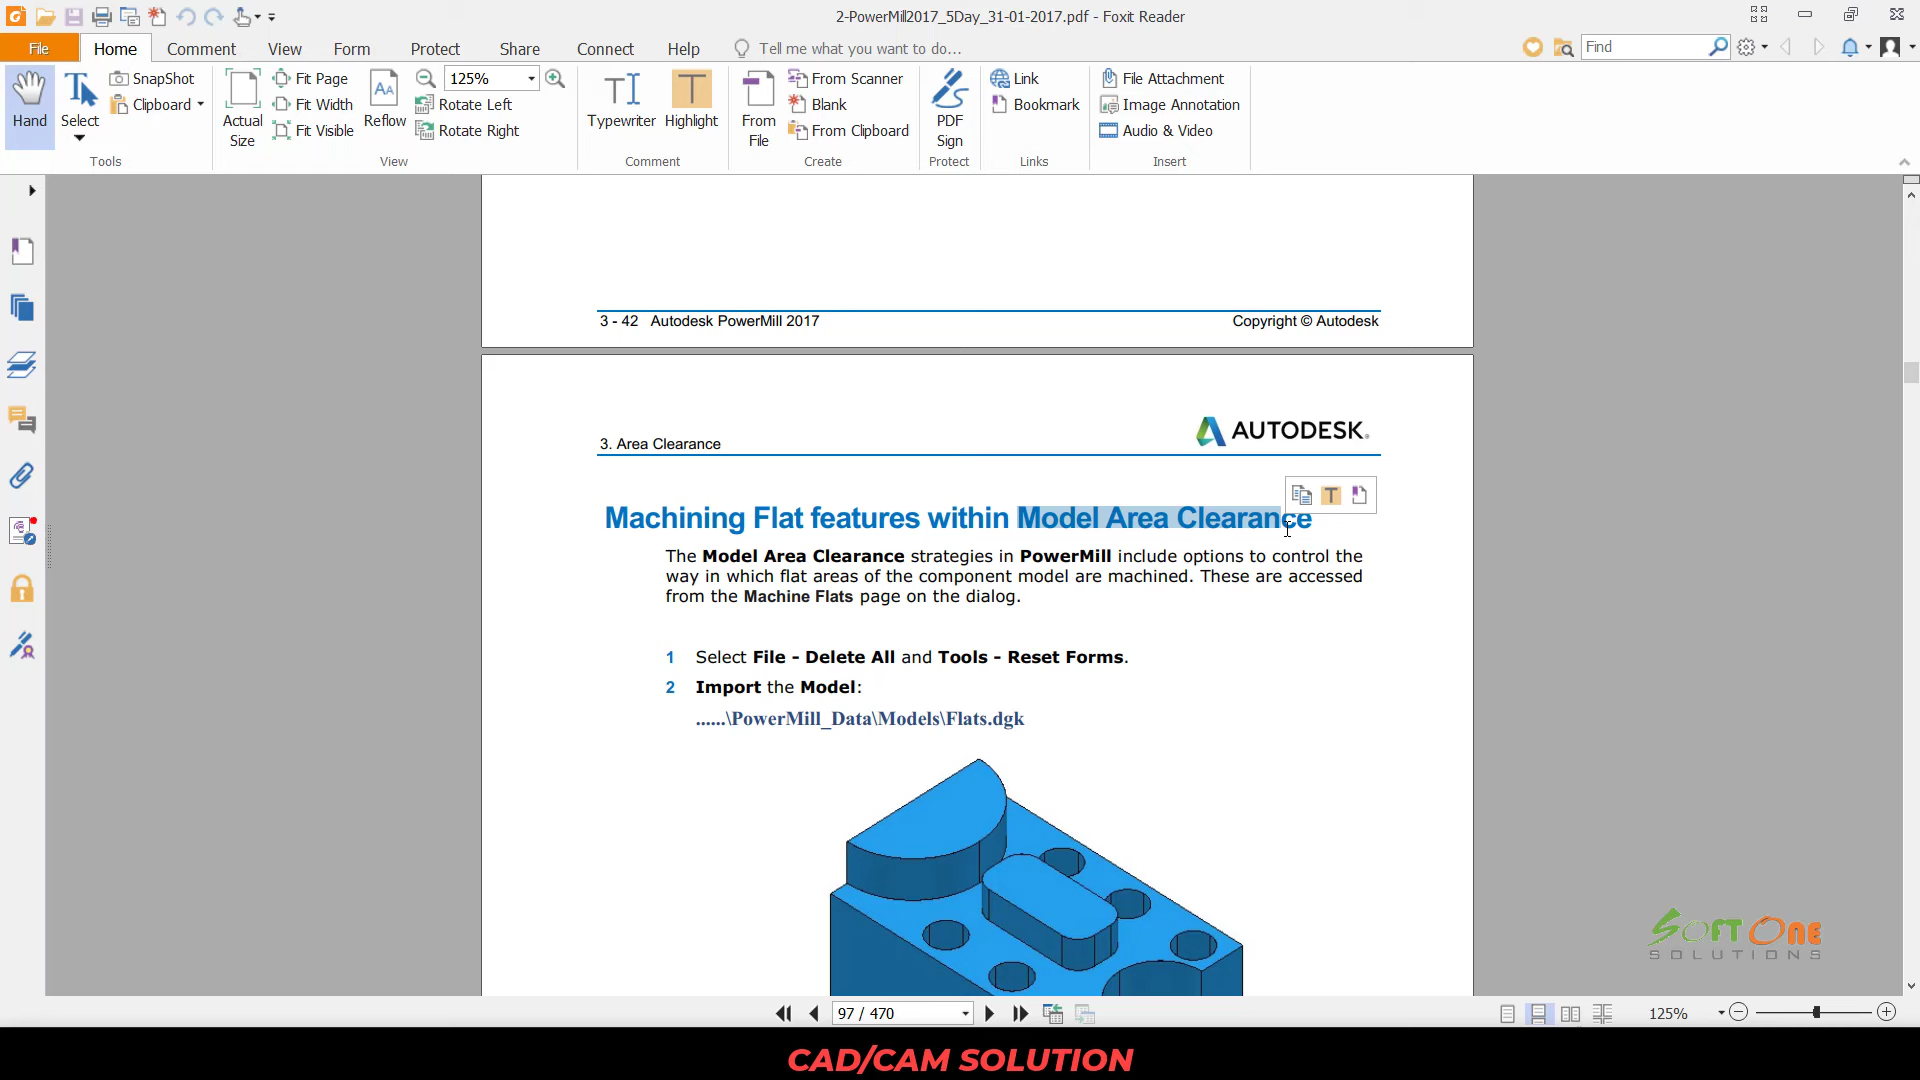 2-PowerMill2017_5Day_31-01-2017.pdf - Foxit Reader
File Home Comment View Form Protect Share Connect Help Tell me what you want to do... Find
Hand
Select
SnapShot
Clipboard
Tools
Actual Size
Fit Page
Fit Width
Fit Visible
Reflow
125%
Rotate Left
Rotate Right
View
Typewriter
Highlight
Comment
From File
From Scanner
Blank
From Clipboard
Create
PDF Sign
Protect
Link
Bookmark
Links
File Attachment
Image Annotation
Audio & Video
Insert
3 - 42 Autodesk PowerMill 2017 Copyright © Autodesk
3. Area Clearance
AUTODESK.
Machining Flat features within Model Area Clearance
The Model Area Clearance strategies in PowerMill include options to control the
way in which flat areas of the component model are machined. These are accessed
from the Machine Flats page on the dialog.
1 Select File - Delete All and Tools - Reset Forms.
2 Import the Model:
......\PowerMill_Data\Models\Flats.dgk
SOFT ONE
SOLUTIONS
97 / 470
125%
CAD/CAM SOLUTION